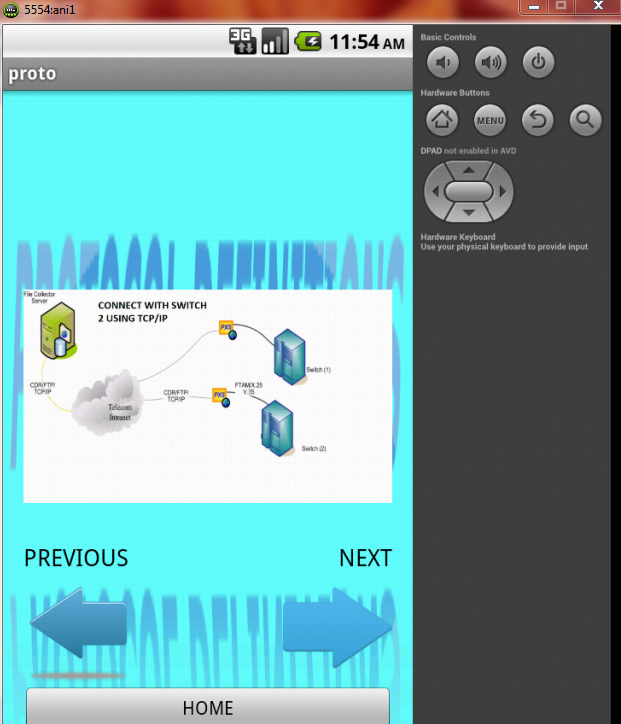 5554:ani1
3G
11:54 AM
proto
Basic Controls
Hardware Buttons
MENU
DPAD not enabled in AVD
Hardware Keyboard
Use your physical keyboard to provide input
File Collector
Server
CONNECT WITH SWITCH
2 USING TCP/IP
PXS
Switch (1)
CDR/FTP/
TCP/IP
Telecom
Intranet
CDR/FTP/
TCP/IP
PXS
FTAM/X.25
V.35
Switch (2)
PREVIOUS
NEXT
HOME